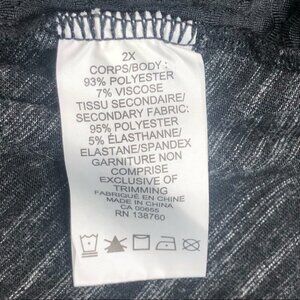 2X
CORPS/BODY :
93% POLYESTER
7% VISCOSE
TISSU SECONDAIRE/
SECONDARY FABRIC:
95% POLYESTER
5% ÉLASTHANNE/
ELASTANE/SPANDEX
GARNITURE NON
COMPRISE
EXCLUSIVE OF
TRIMMING
FABRIQUÉ EN CHINE
MADE IN CHINA
CA 00655
RN 138760